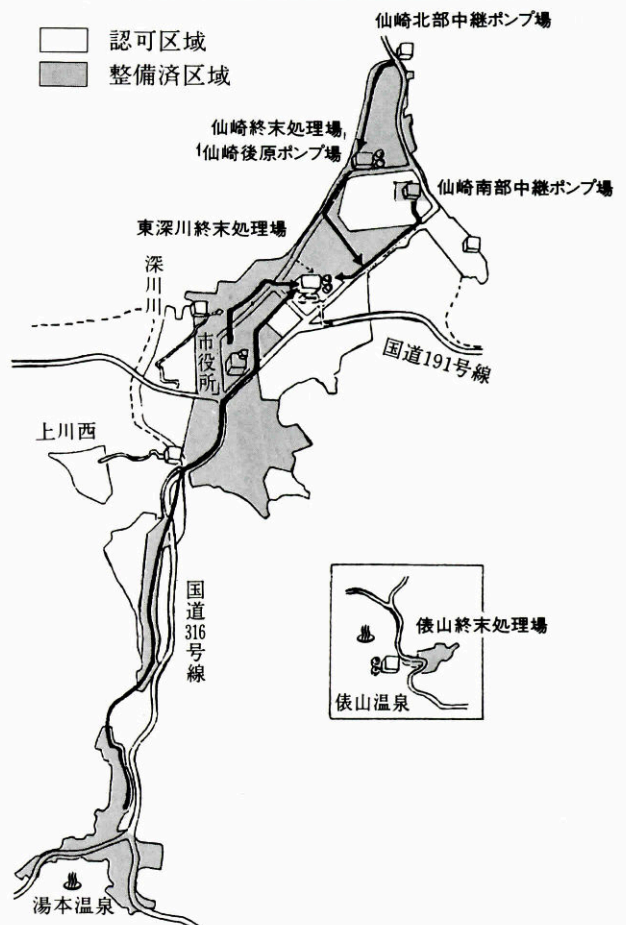 仙崎北部中継ポンプ場
認可区域
整備済区域
仙崎終末処理場
仙崎後原ポンプ場
仙崎南部中継ポンプ場
東深川終末処理場
深川川
市役所
国道191号線
上川西
国道316号線
俵山終末処理場
俵山温泉
湯本温泉